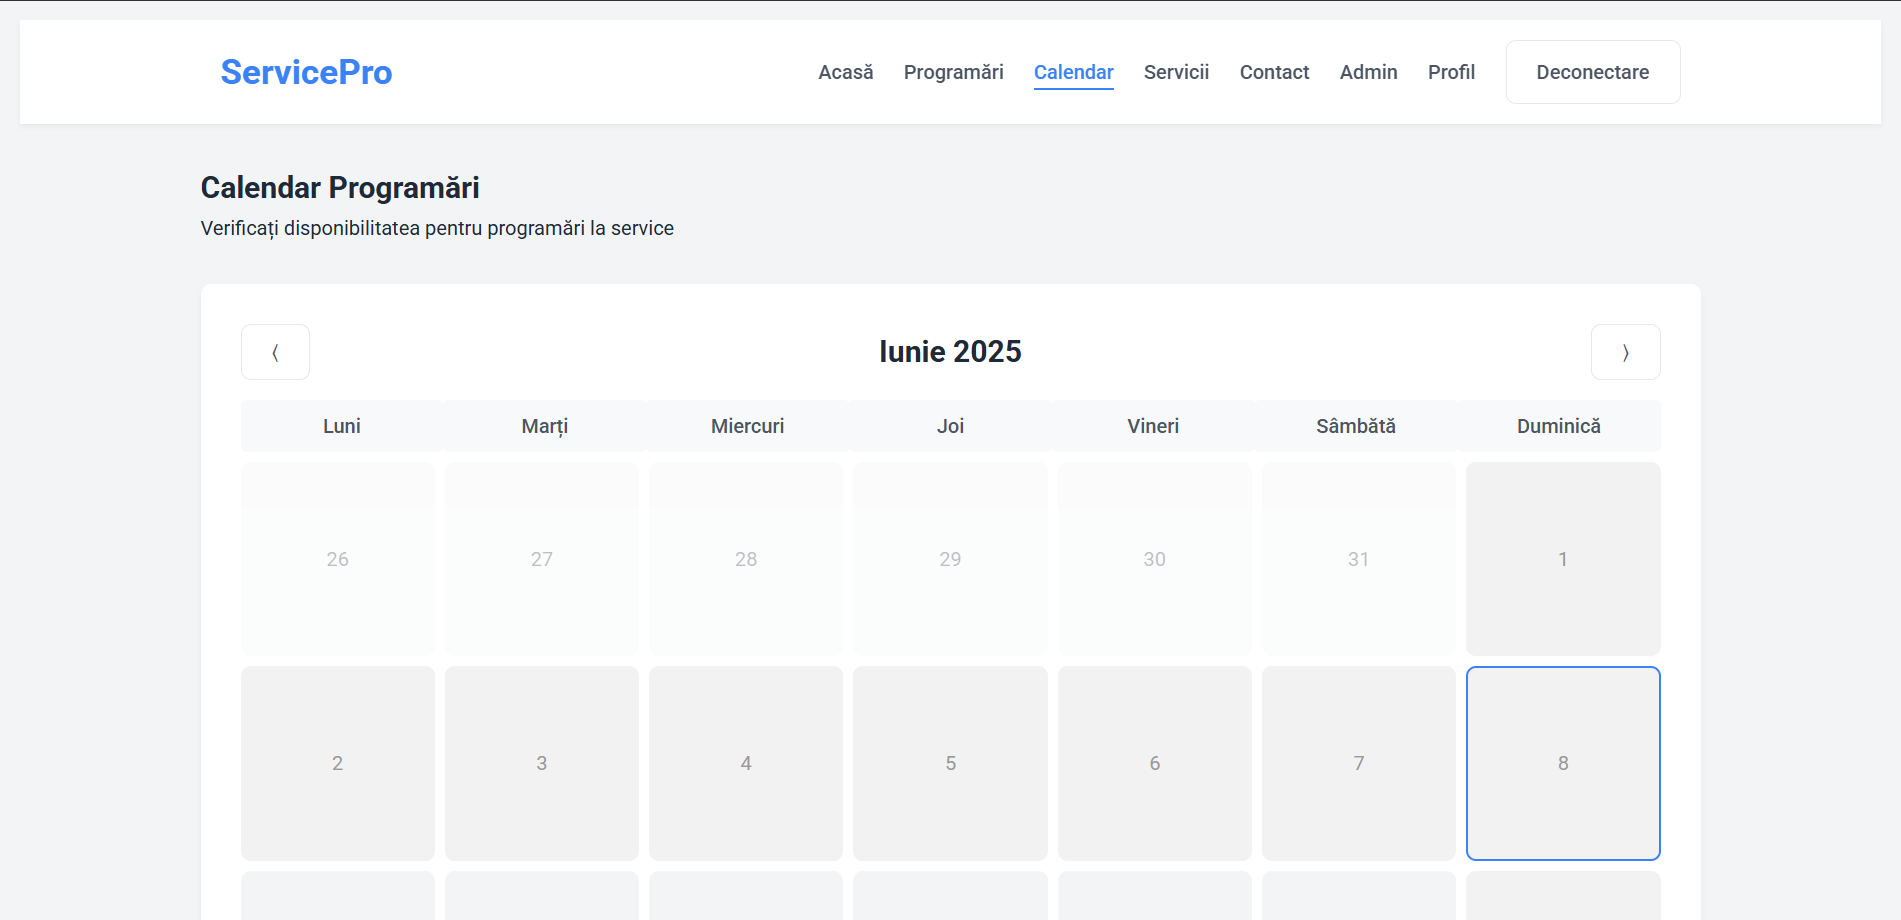 ServicePro
Acasă Programări Calendar Servicii Contact Admin Profil Deconectare
Calendar Programări
Verificați disponibilitatea pentru programări la service
〈 Iunie 2025 〉
Luni Marți Miercuri Joi Vineri Sâmbătă Duminică
26 27 28 29 30 31 1
2 3 4 5 6 7 8